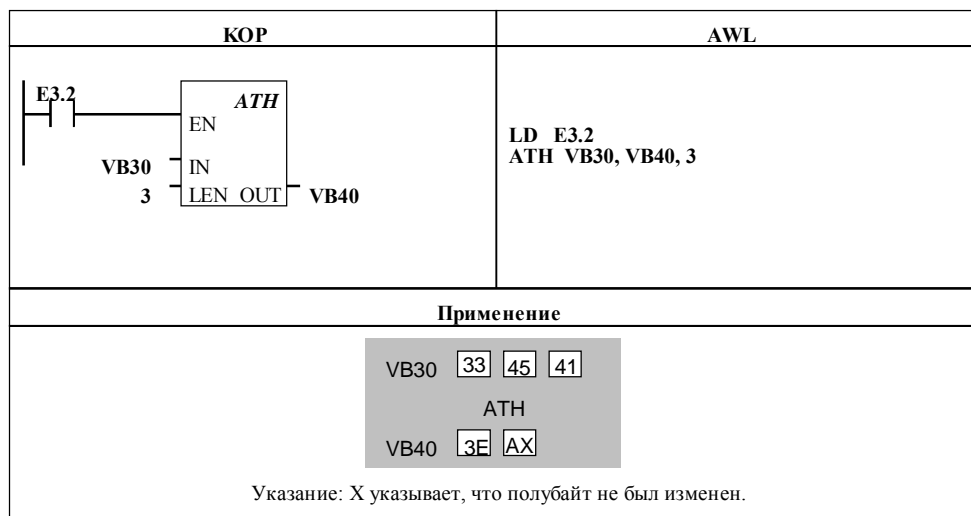 KOP
AWL
E3.2
ATH
EN
VB30 IN
3 LEN OUT VB40
LD E3.2
ATH VB30, VB40, 3
Применение
VB30 33 45 41
ATH
VB40 3E AX
Указание: X указывает, что полубайт не был изменен.